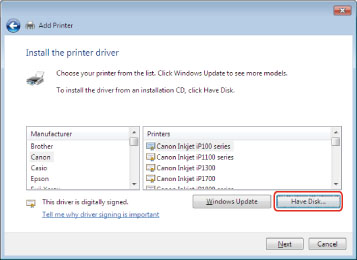 Add Printer
Install the printer driver
Choose your printer from the list. Click Windows Update to see more models.
To install the driver from an installation CD, click Have Disk.
Manufacturer
Brother
Canon
Casio
Epson
Printers
Canon Inkjet iP100 series
Canon Inkjet iP1100 series
Canon Inkjet iP1300
Canon Inkjet iP1700
This driver is digitally signed.
Tell me why driver signing is important
Windows Update
Have Disk...
Next
Cancel